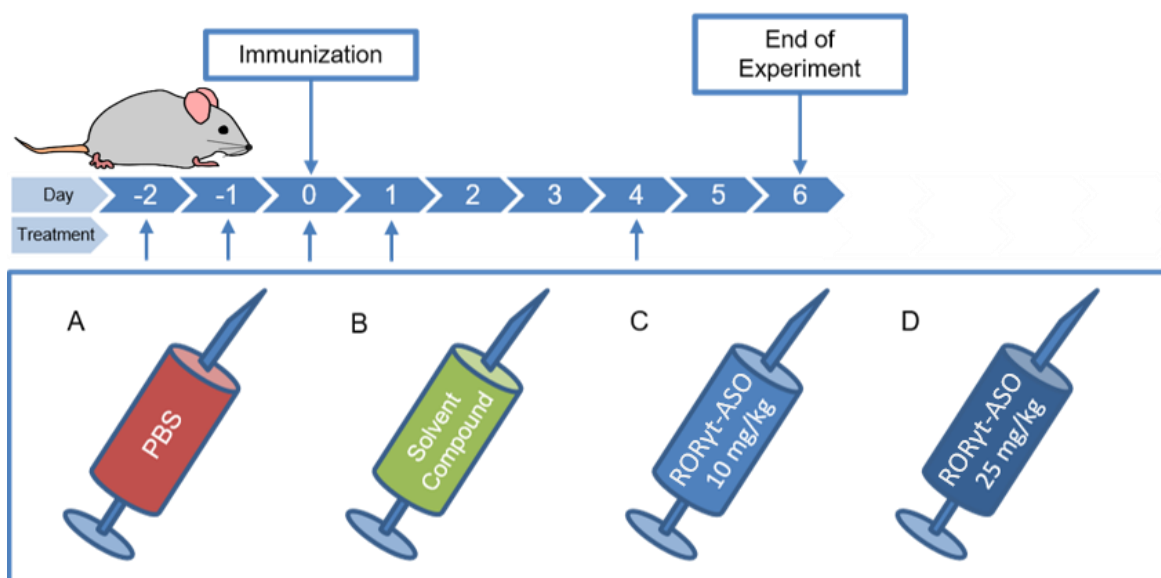 Immunization
End of
Experiment
Day -2 -1 0 1 2 3 4 5 6
Treatment
A B C D
PBS
Solvent
Compound
RORγt-ASO
10 mg/kg
RORγt-ASO
25 mg/kg